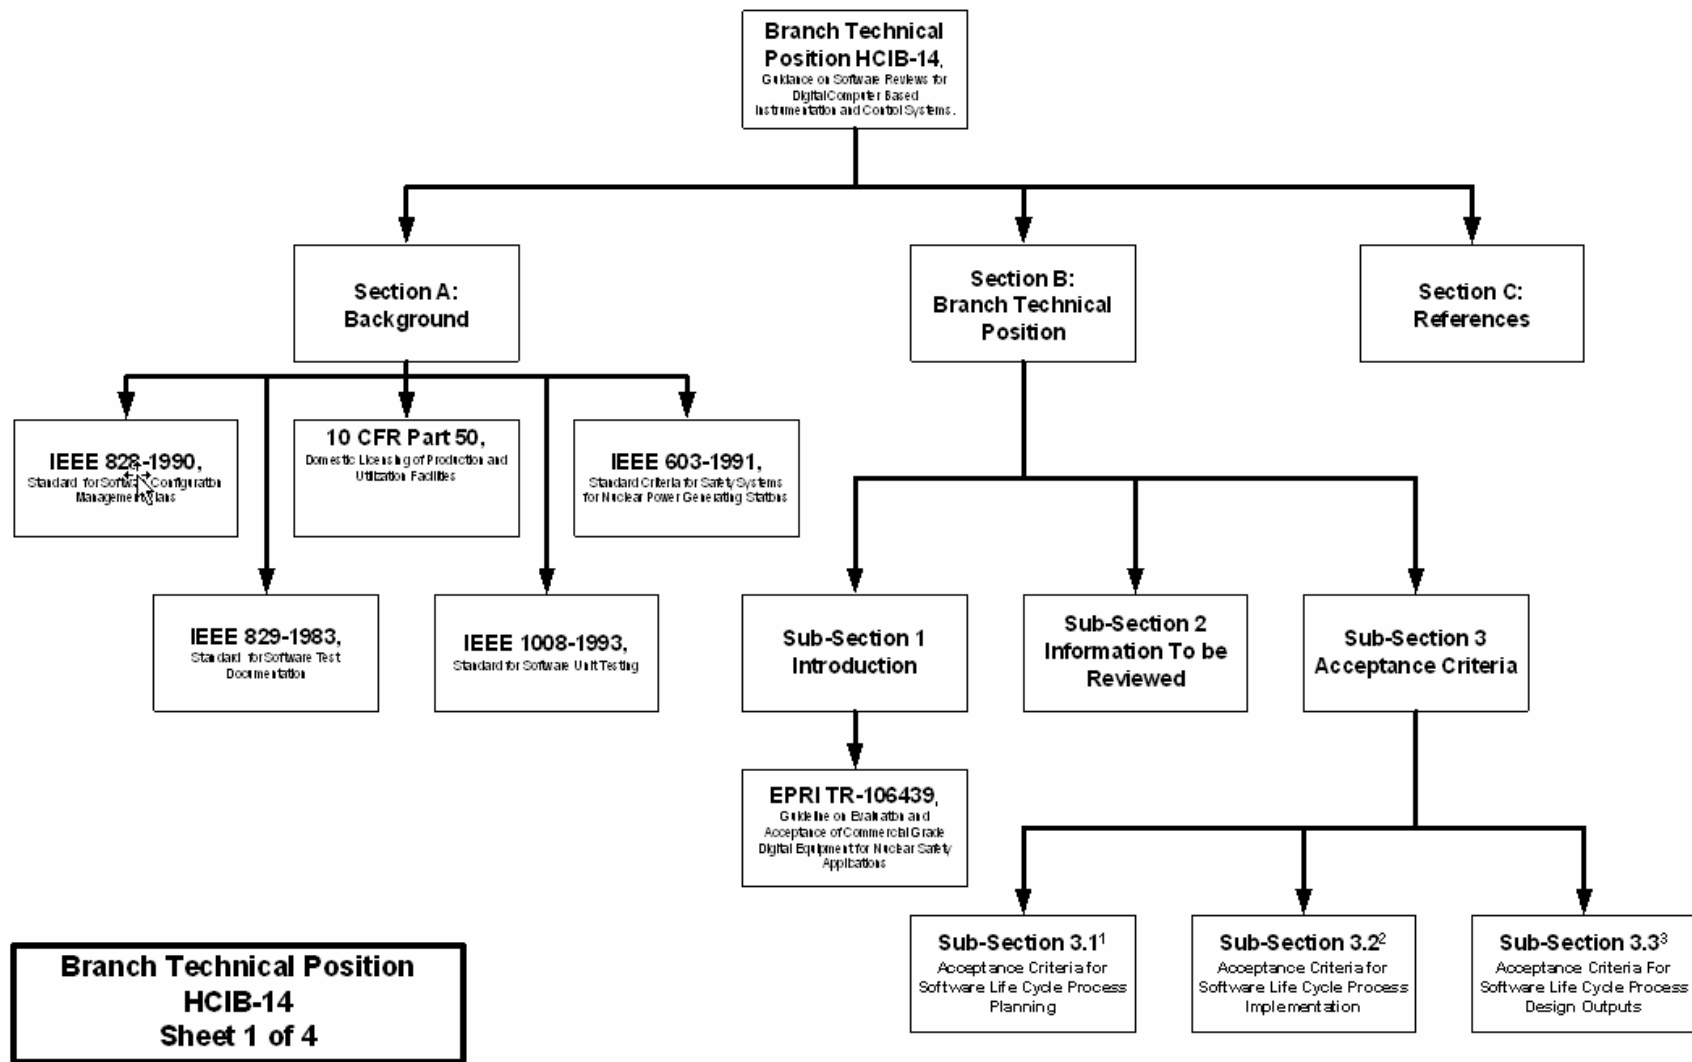 Branch Technical
Position HCIB-14,
Guidance on Software Reviews for
Digital Computer Based
Instrumentation and Control Systems.
Section A:
Background
Section B:
Branch Technical
Position
Section C:
References
IEEE 828-1990,
Standard for Software Configuration
Management Plans
10 CFR Part 50,
Domestic Licensing of Production and
Utilization Facilities
IEEE 603-1991,
Standard Criteria for Safety Systems
for Nuclear Power Generating Stations
IEEE 829-1983,
Standard for Software Test
Documentation
IEEE 1008-1993,
Standard for Software Unit Testing
Sub-Section 1
Introduction
Sub-Section 2
Information To be
Reviewed
Sub-Section 3
Acceptance Criteria
EPRI TR-106439,
Guideline on Evaluation and
Acceptance of Commercial Grade
Digital Equipment for Nuclear Safety
Applications
Sub-Section 3.1¹
Acceptance Criteria for
Software Life Cycle Process
Planning
Sub-Section 3.2²
Acceptance Criteria for
Software Life Cycle Process
Implementation
Sub-Section 3.3³
Acceptance Criteria For
Software Life Cycle Process
Design Outputs
Branch Technical Position
HCIB-14
Sheet 1 of 4